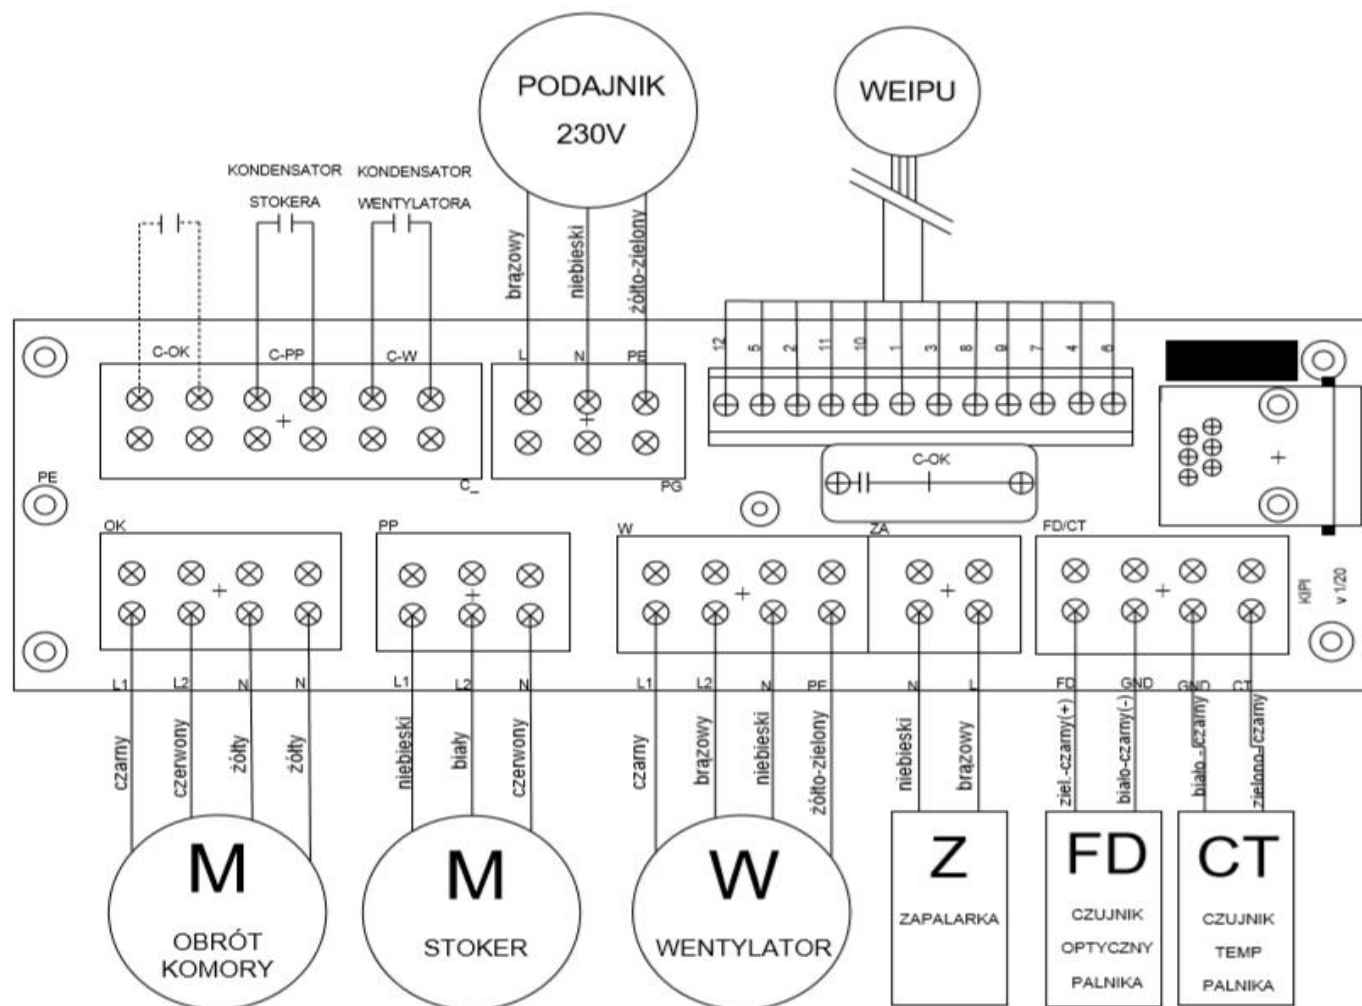 PODAJNIK
230V
WEIPU
KONDENSATOR
STOKERA
KONDENSATOR
WENTYLATORA
brązowy
niebieski
żółto-zielony
C-OK
C-PP
C-W
L
N
PE
12
5
2
11
10
1
3
8
9
7
4
6
C_
PG
C-OK
PE
OK
PP
W
ZA
FD/CT
KIPI
v 1/20
L1
L2
N
N
L1
L2
N
L1
L2
N
PE
N
L
FD
GND
GND
CT
czarny
czerwony
żółty
żółty
niebieski
biały
czerwony
czarny
brązowy
niebieski
żółto-zielony
niebieski
brązowy
ziel.-czarny(+)
biało-czarny(-)
biało - czarny
zielono-czarny
M
OBRÓT
KOMORY
M
STOKER
W
WENTYLATOR
Z
ZAPALARKA
FD
CZUJNIK
OPTYCZNY
PALNIKA
CT
CZUJNIK
TEMP
PALNIKA